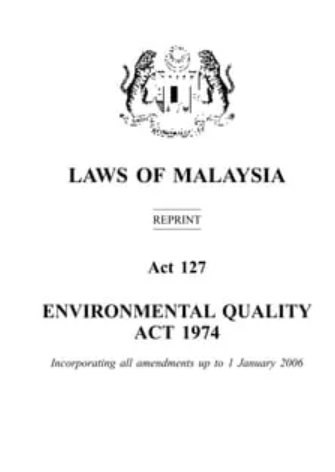 LAWS OF MALAYSIA
REPRINT
Act 127
ENVIRONMENTAL QUALITY
ACT 1974
Incorporating all amendments up to 1 January 2006